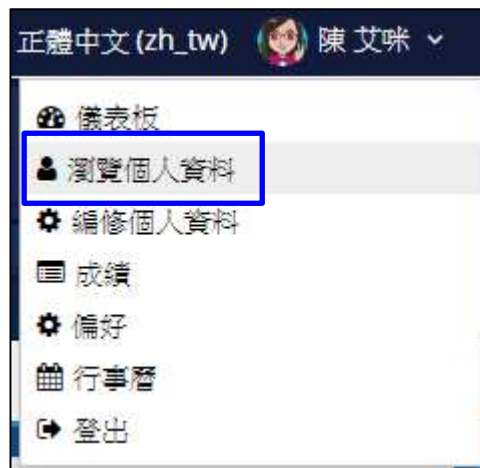 正體中文 (zh_tw) 陳 艾咪
儀表板
瀏覽個人資料
編修個人資料
成績
偏好
行事曆
登出